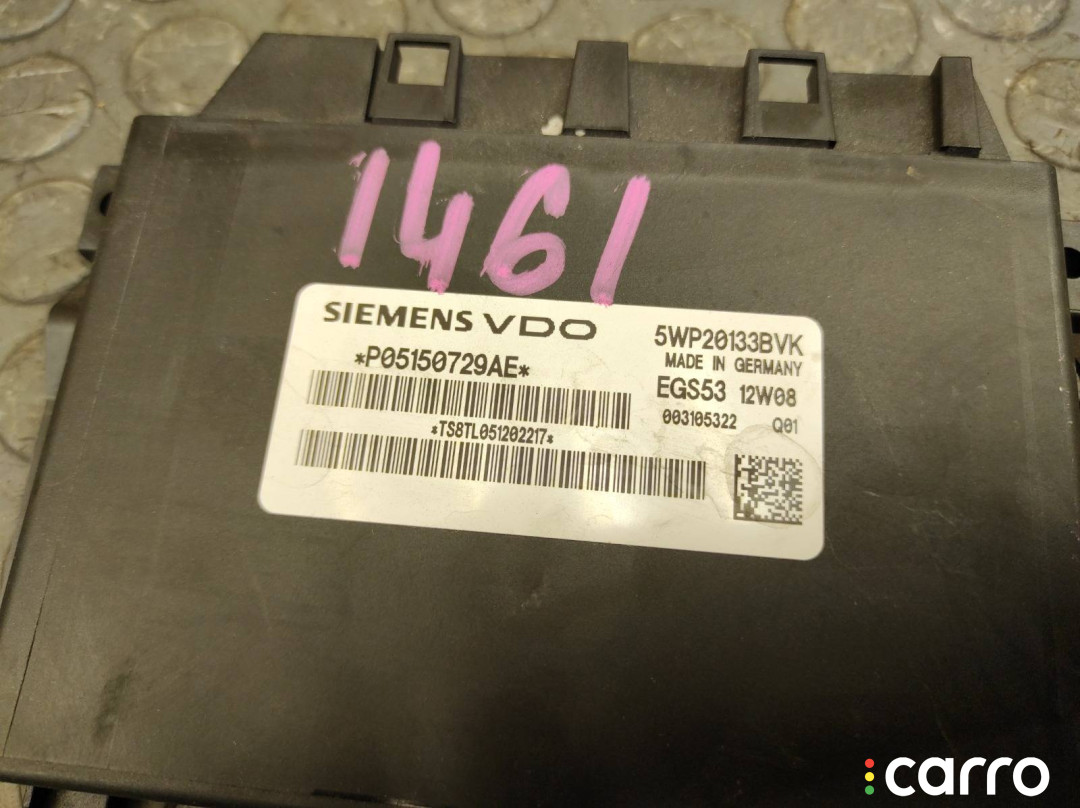 1461
SIEMENS VDO
5WP20133BVK
*P05150729AE*
MADE IN GERMANY
EGS53 12W08
003105322 Q01
*TS8TL051202217*
carro